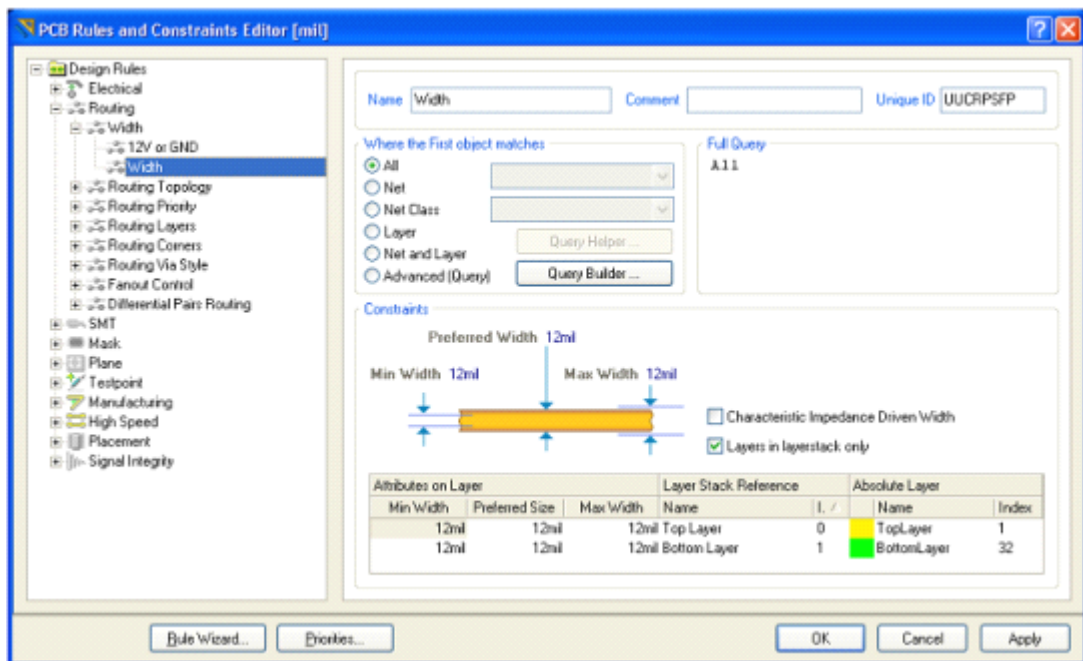 PCB Rules and Constraints Editor [mil]
Design Rules
Electrical
Routing
Width
12V or GND
Width
Routing Topology
Routing Priority
Routing Layers
Routing Corners
Routing Via Style
Fanout Control
Differential Pairs Routing
SMT
Mask
Plane
Testpoint
Manufacturing
High Speed
Placement
Signal Integrity
Name Width Comment Unique ID UUCRPSFP
Where the First object matches
All
Net
Net Class
Layer
Net and Layer
Advanced (Query)
Query Helper ...
Query Builder ...
Full Query
All
Constraints
Preferred Width 12mil
Min Width 12mil Max Width 12mil
Characteristic Impedance Driven Width
Layers in layerstack only
Attributes on Layer Layer Stack Reference Absolute Layer
Min Width Preferred Size Max Width Name I. Name Index
12mil 12mil 12mil Top Layer 0 TopLayer 1
12mil 12mil 12mil Bottom Layer 1 BottomLayer 32
Rule Wizard... Priorities... OK Cancel Apply